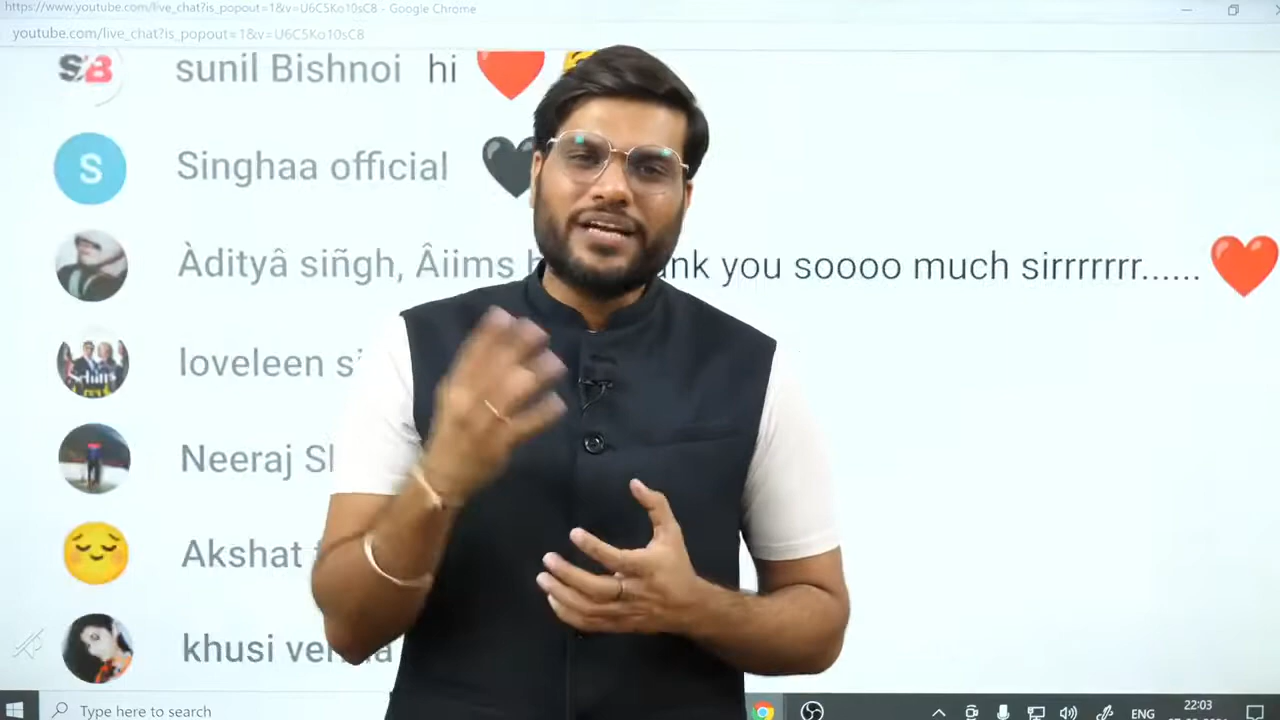 https://www.youtube.com/live_chat?is_popout=1&v=U6C5Ko10sC8 - Google Chrome
youtube.com/live_chat?is_popout=1&v=U6C5Ko10sC8
SB
sunil Bishnoi hi
S
Singhaa official
Àdityâ siñgh, Âiims
you soooo much sirrrrrrr......
loveleen
Neeraj
Akshat
khusi
Type here to search
22:03
ENG